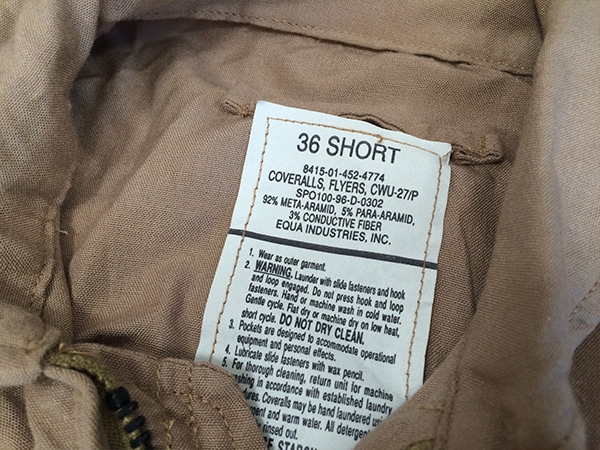 36 SHORT
8415-01-452-4774
COVERALLS, FLYERS, CWU-27/P
SPO100-96-D-0302
92% META-ARAMID, 5% PARA-ARAMID,
3% CONDUCTIVE FIBER
EQUA INDUSTRIES, INC.
1. Wear as outer garment.
2. WARNING. Launder with slide fasteners and hook
and loop engaged. Do not press hook and loop
fasteners. Hand or machine wash in cold water.
Gentle cycle. Flat dry or machine dry on low heat,
short cycle. DO NOT DRY CLEAN.
3. Pockets are designed to accommodate operational
equipment and personal effects.
4. Lubricate slide fasteners with wax pencil.
5. For thorough cleaning, return unit for machine
in accordance with established laundry
Coveralls may be hand laundered
and warm water. All
rinsed out.